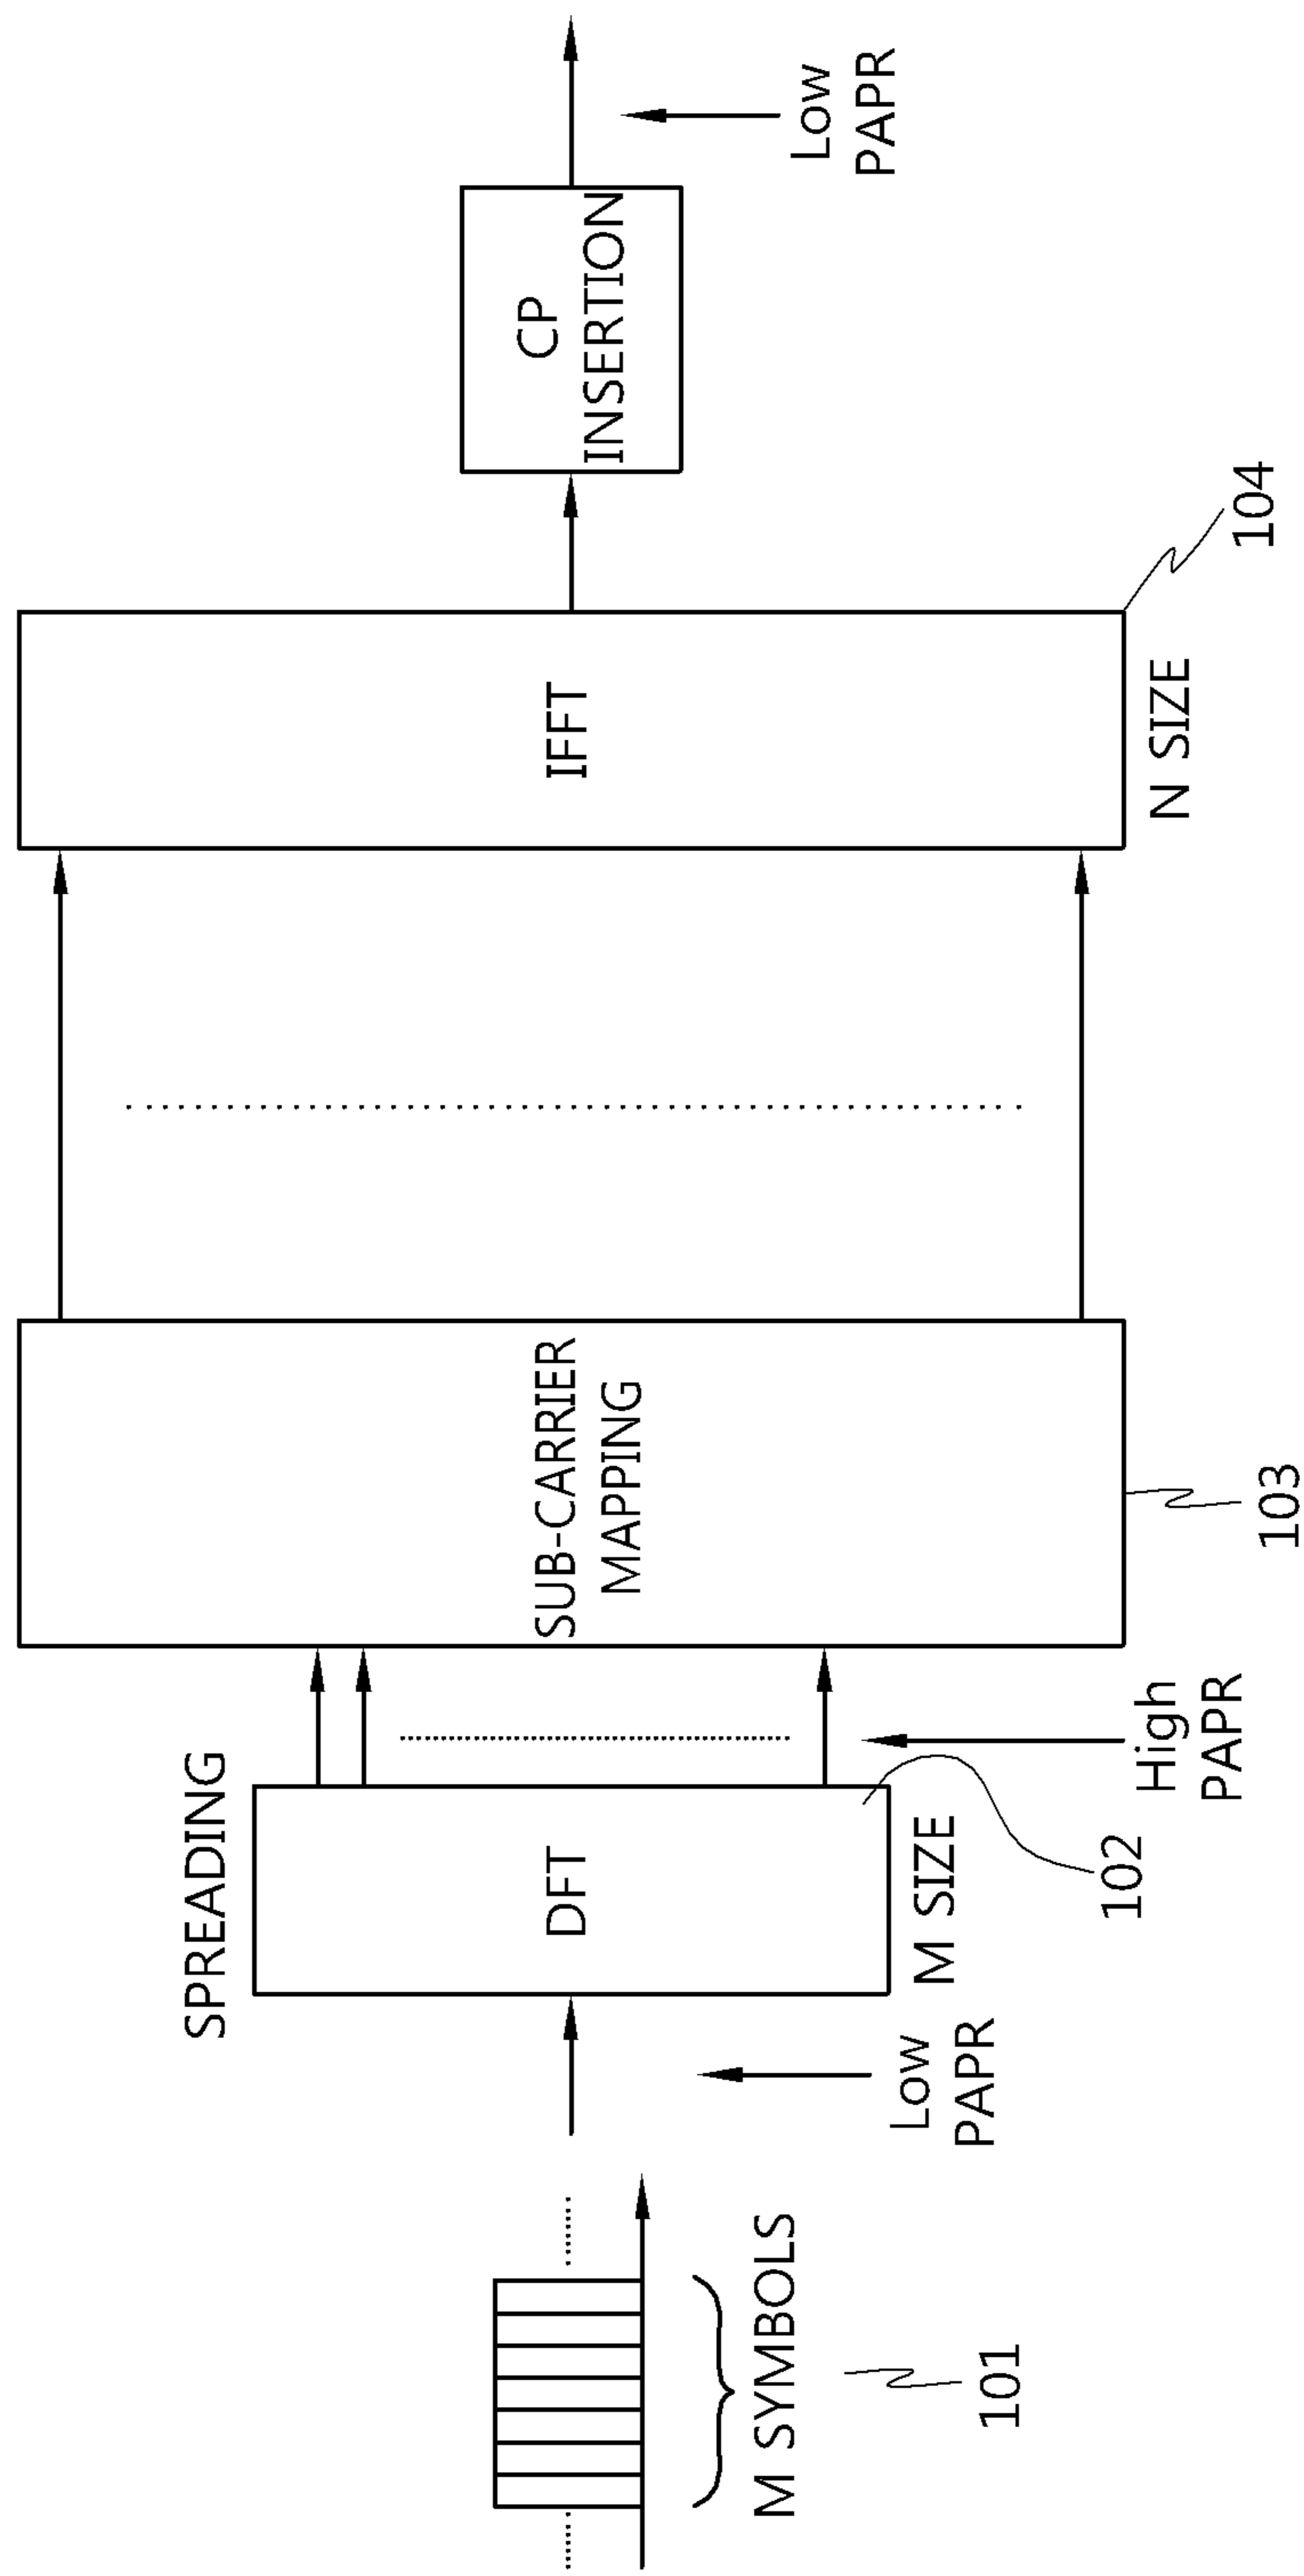 M SYMBOLS
101
Low
PAPR
SPREADING
DFT
M SIZE
102
High
PAPR
SUB-CARRIER
MAPPING
103
IFFT
N SIZE
104
CP
INSERTION
Low
PAPR